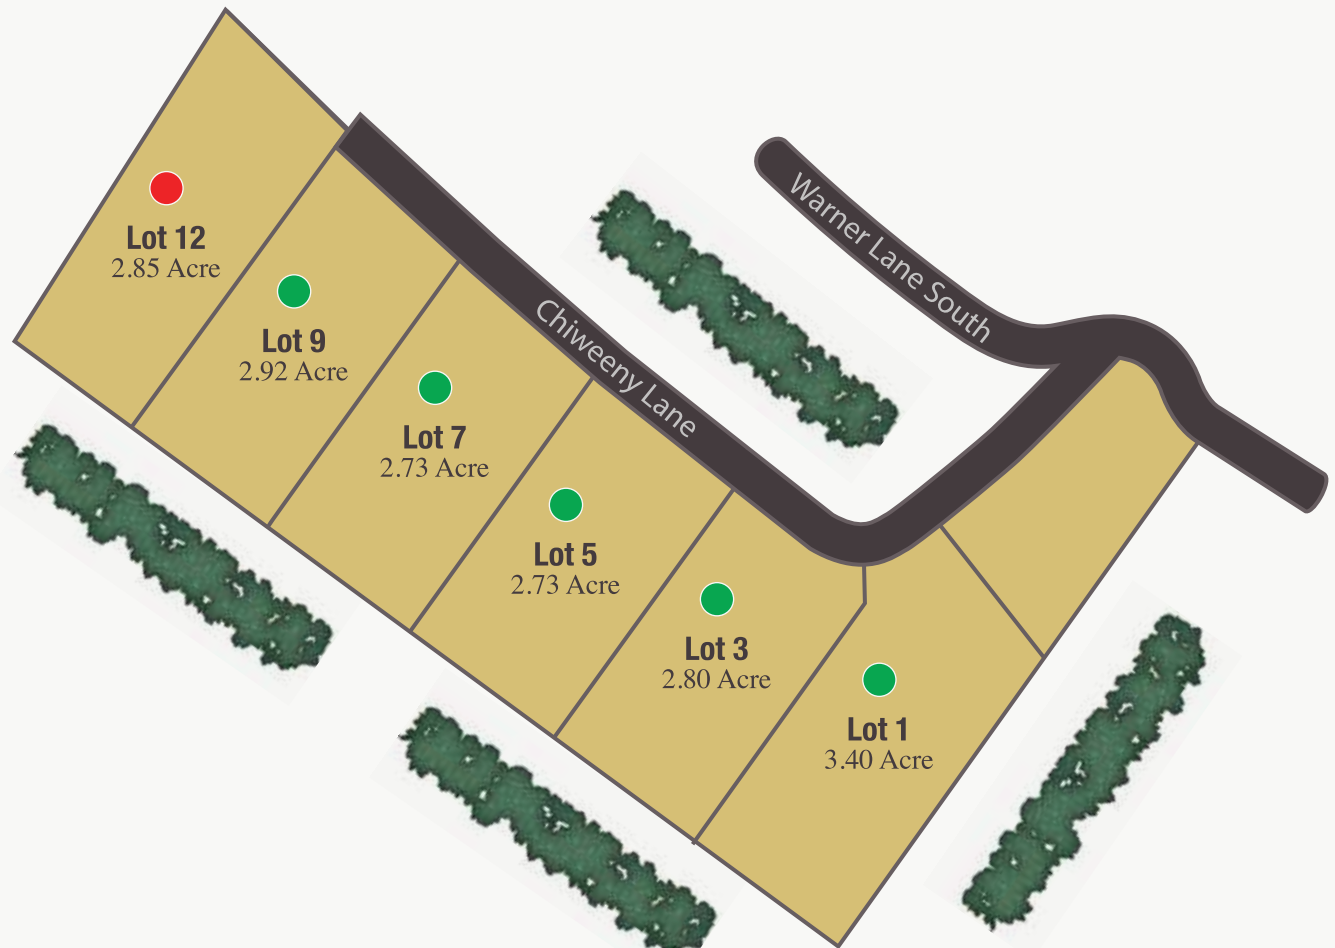 Warner Lane South
Lot 12
2.85 Acre
Lot 9
2.92 Acre
Chiweeny Lane
Lot 7
2.73 Acre
Lot 5
2.73 Acre
Lot 3
2.80 Acre
Lot 1
3.40 Acre